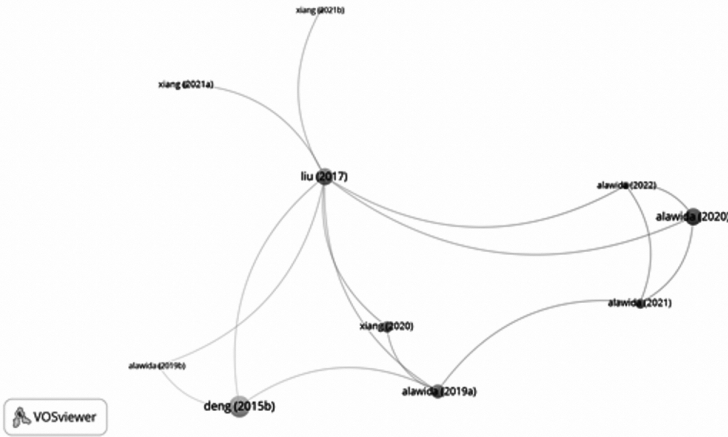 xiang (2021b)
xiang (2021a)
liu (2017)
alawida (2022)
alawida (2020)
alawida (2021)
xiang (2020)
alawida (2019b)
alawida (2019a)
deng (2015b)
VOSviewer